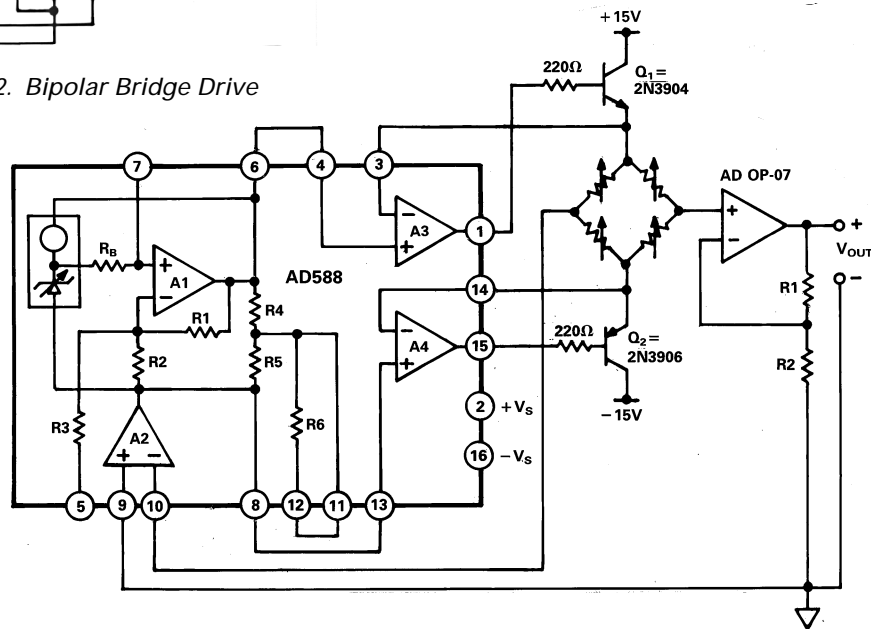 +15V
220Ω
Q1=
2N3904
2. Bipolar Bridge Drive
7
6
4
3
AD OP-07
RB
+
−
A1
AD588
−
+
A3
1
+
−
+
VOUT
−
R1
R4
14
R1
R2
R5
−
+
A4
15
220Ω
Q2=
2N3906
R2
R3
A2
+ −
R6
2
+VS
−15V
16
−VS
5
9
10
8
12
11
13